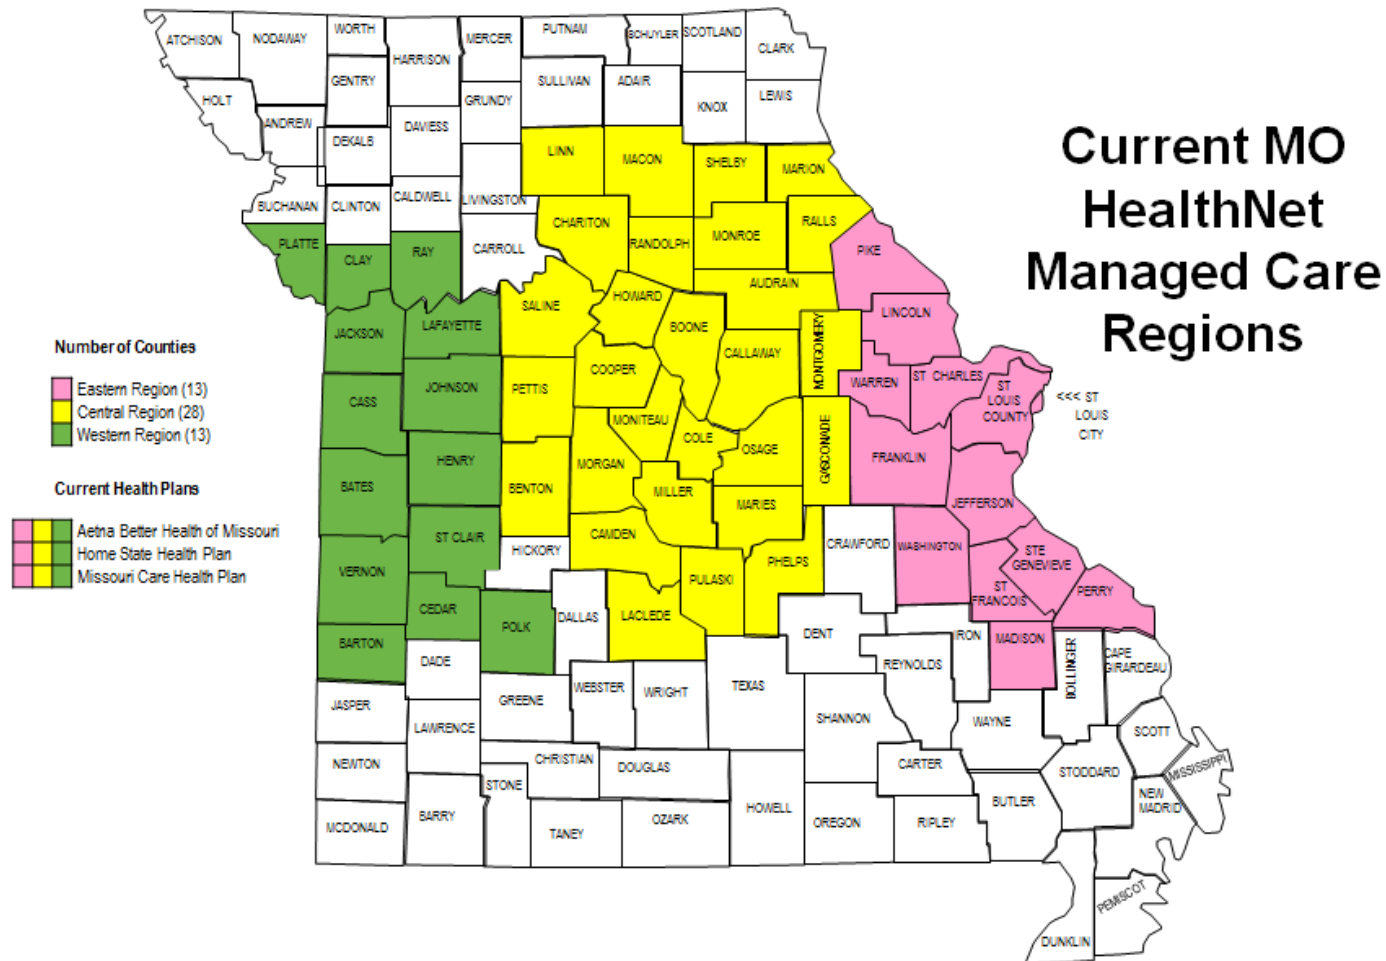 Current MO
HealthNet
Managed Care
Regions
Number of Counties
Eastern Region (13)
Central Region (28)
Western Region (13)
Current Health Plans
Aetna Better Health of Missouri
Home State Health Plan
Missouri Care Health Plan
<<< ST
LOUIS
CITY
ATCHISON
NODAWAY
WORTH
HARRISON
MERCER
PUTNAM
SCHUYLER
SCOTLAND
CLARK
HOLT
GENTRY
GRUNDY
SULLIVAN
ADAIR
KNOX
LEWIS
ANDREW
DEKALB
DAVIESS
LINN
MACON
SHELBY
MARION
BUCHANAN
CLINTON
CALDWELL
LIVINGSTON
CHARITON
RANDOLPH
MONROE
RALLS
PLATTE
CLAY
RAY
CARROLL
PIKE
AUDRAIN
SALINE
HOWARD
BOONE
CALLAWAY
MONTGOMERY
LINCOLN
JACKSON
LAFAYETTE
COOPER
WARREN
ST CHARLES
ST
LOUIS
COUNTY
CASS
JOHNSON
PETTIS
MONITEAU
COLE
OSAGE
GASCONADE
FRANKLIN
BATES
HENRY
BENTON
MORGAN
MILLER
MARIES
JEFFERSON
VERNON
ST CLAIR
HICKORY
CAMDEN
PULASKI
PHELPS
CRAWFORD
WASHINGTON
STE
GENEVIEVE
ST
FRANCOIS
PERRY
CEDAR
POLK
DALLAS
LACLEDE
DENT
IRON
MADISON
BOLLINGER
CAPE
GIRARDEAU
BARTON
DADE
GREENE
WEBSTER
WRIGHT
TEXAS
REYNOLDS
SHANNON
WAYNE
SCOTT
JASPER
LAWRENCE
NEWTON
CHRISTIAN
DOUGLAS
CARTER
STODDARD
MISSISSIPPI
NEW
MADRID
MCDONALD
BARRY
STONE
TANEY
OZARK
HOWELL
OREGON
RIPLEY
BUTLER
PEMISCOT
DUNKLIN